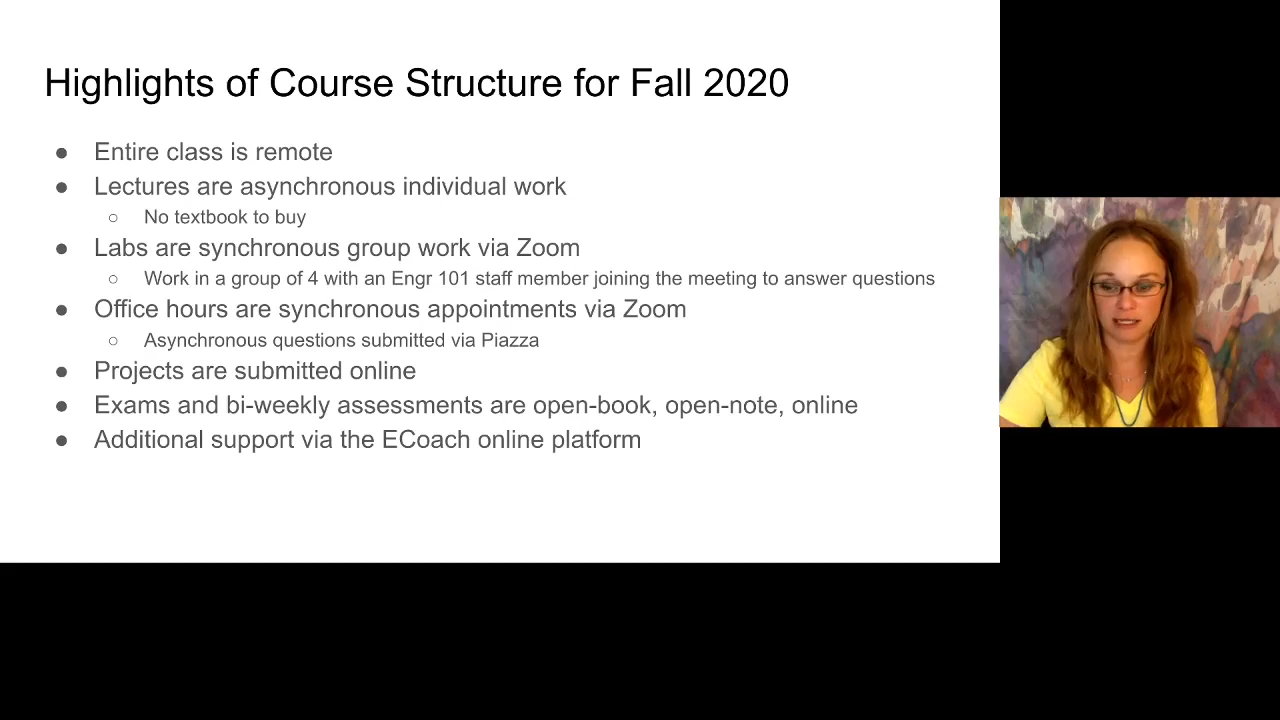 Highlights of Course Structure for Fall 2020
● Entire class is remote
● Lectures are asynchronous individual work
○ No textbook to buy
● Labs are synchronous group work via Zoom
○ Work in a group of 4 with an Engr 101 staff member joining the meeting to answer questions
● Office hours are synchronous appointments via Zoom
○ Asynchronous questions submitted via Piazza
● Projects are submitted online
● Exams and bi-weekly assessments are open-book, open-note, online
● Additional support via the ECoach online platform